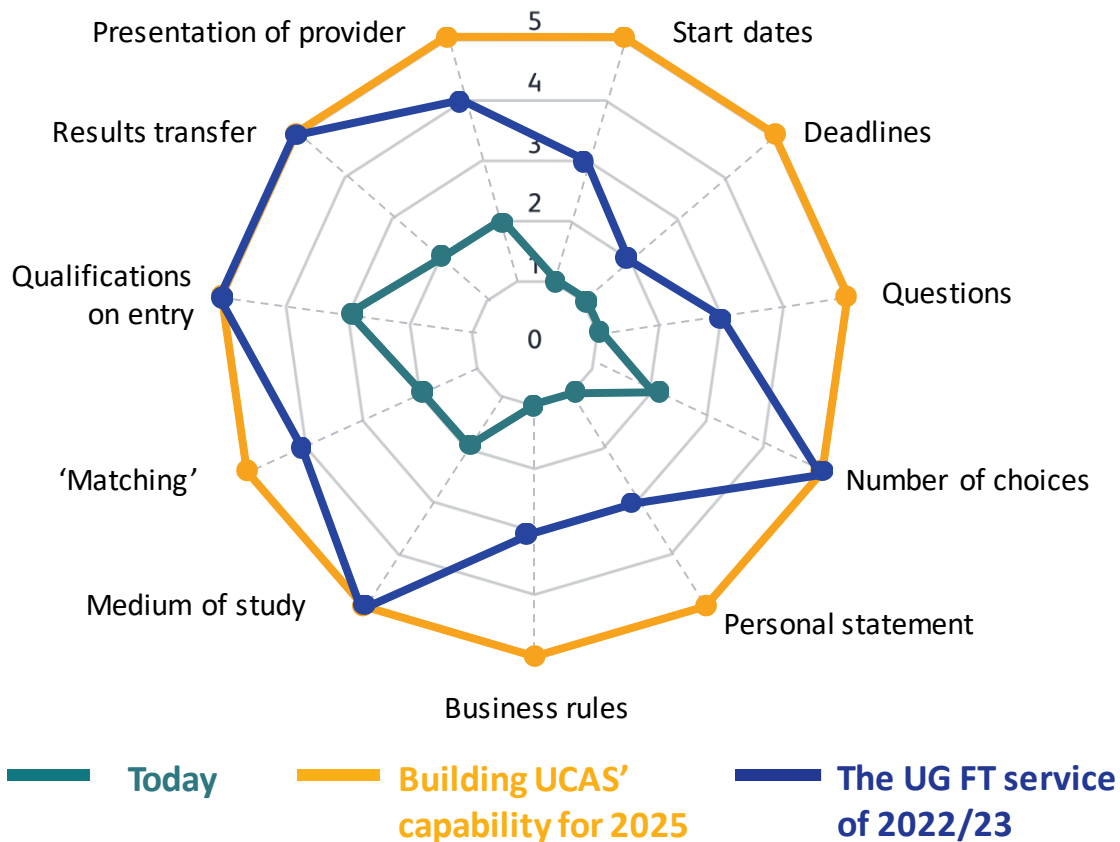 5
Presentation of provider
Start dates
4
Results transfer
Deadlines
3
2
Qualifications
on entry
1
Questions
0
‘Matching’
Number of choices
Medium of study
Personal statement
Business rules
Today
Building UCAS’
capability for 2025
The UG FT service
of 2022/23